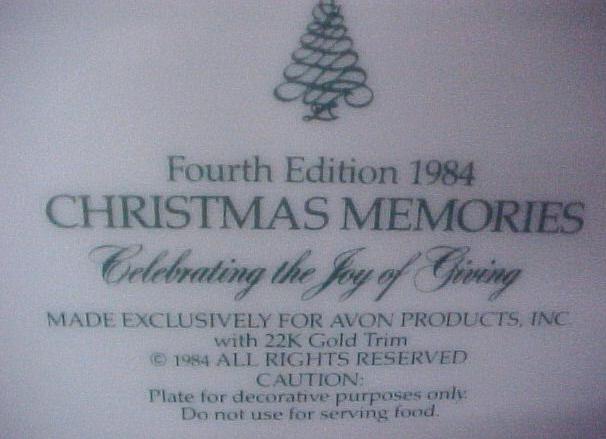 Fourth Edition 1984
CHRISTMAS MEMORIES
Celebrating the Joy of Giving
MADE EXCLUSIVELY FOR AVON PRODUCTS, INC
with 22K Gold Trim
© 1984 ALL RIGHTS RESERVED
CAUTION:
Plate for decorative purposes only.
Do not use for serving food.